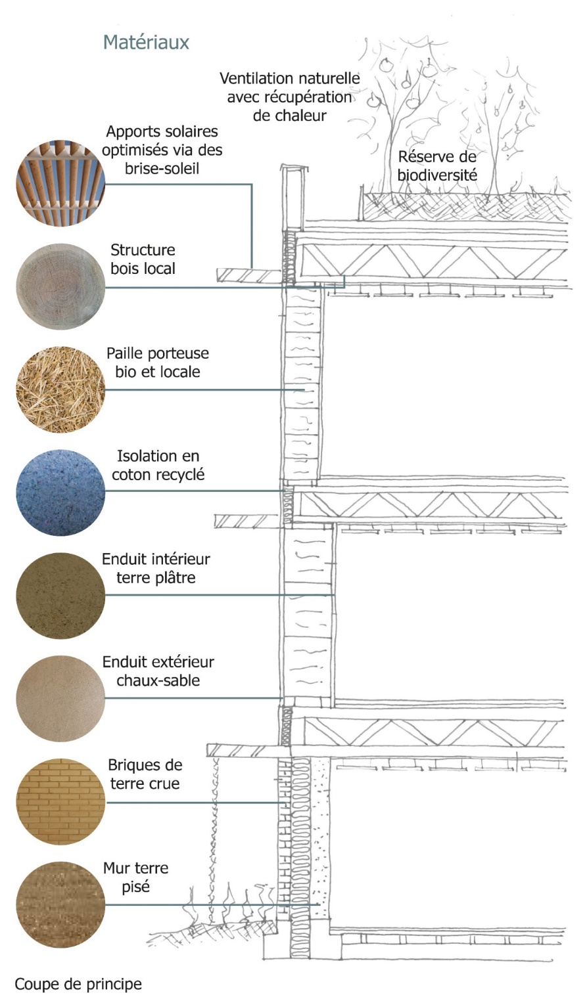 Matériaux
Ventilation naturelle
avec récupération
de chaleur
Apports solaires
optimisés via des
brise-soleil
Réserve de
biodiversité
Structure
bois local
Paille porteuse
bio et locale
Isolation en
coton recyclé
Enduit intérieur
terre plâtre
Enduit extérieur
chaux-sable
Briques de
terre crue
Mur terre
pisé
Coupe de principe